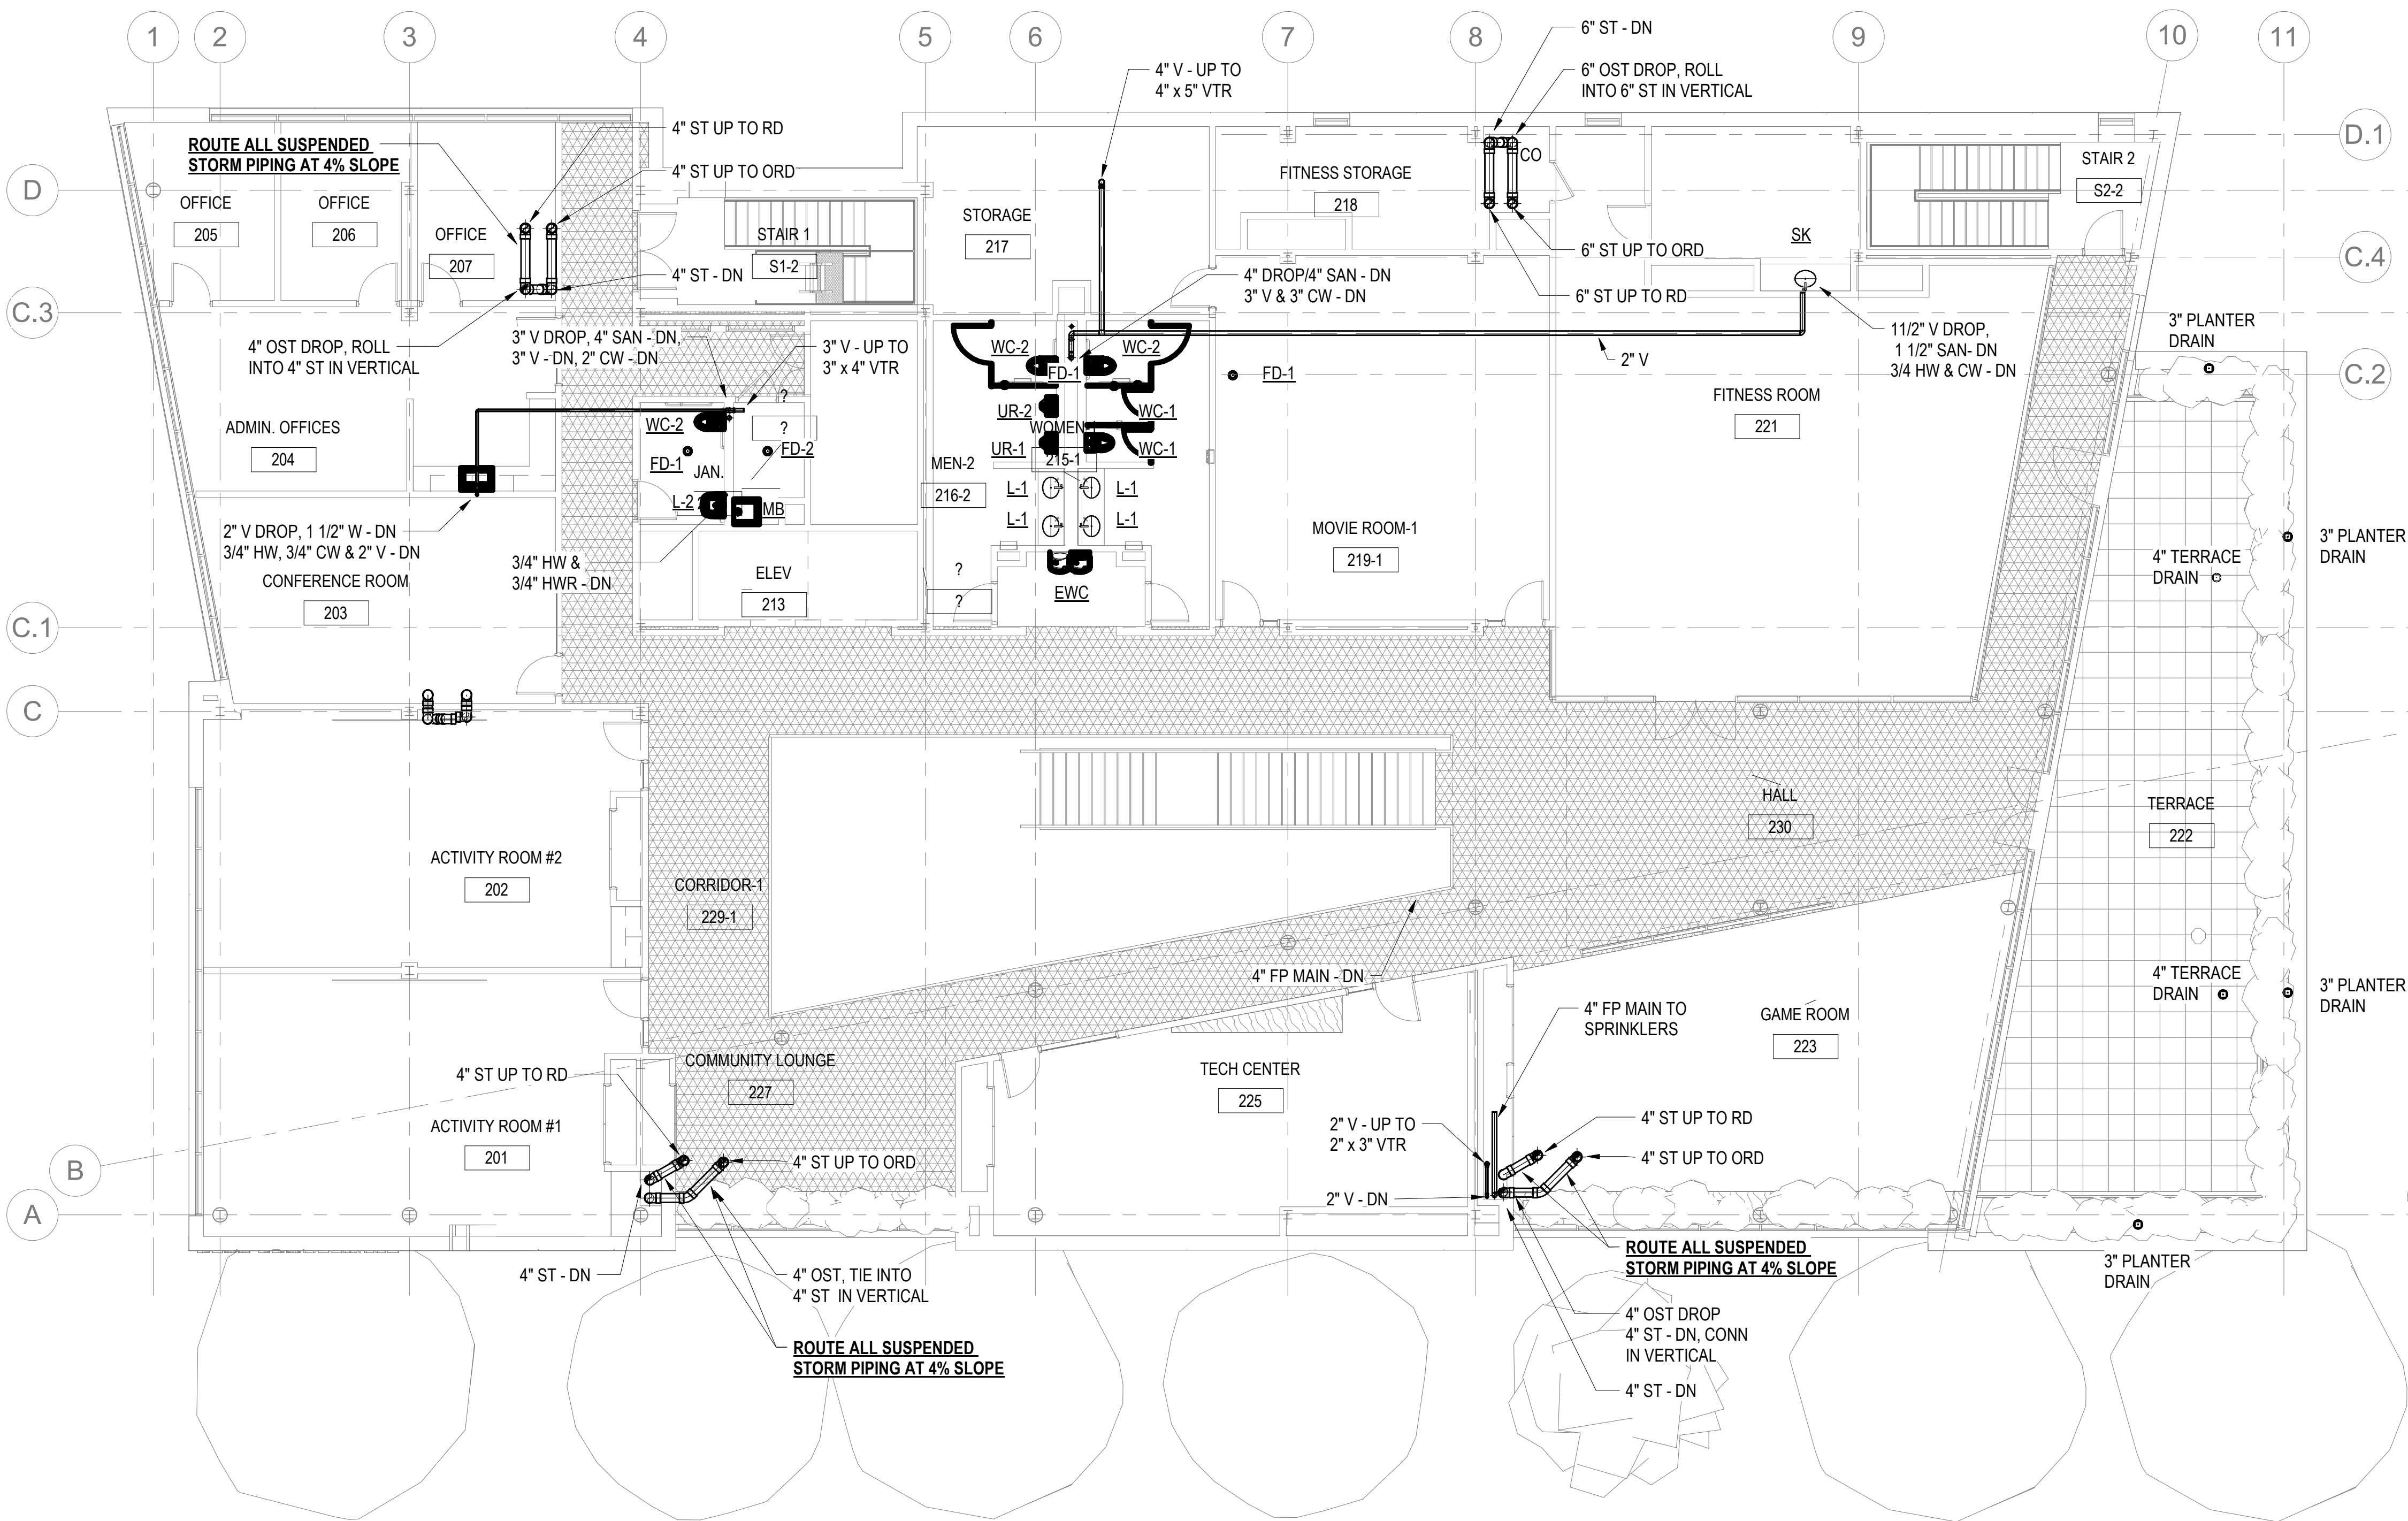 1
2
3
4
5
6
7
8
9
10
11
D
C.3
C.1
C
B
A
D.1
C.4
C.2
6" ST - DN
6" OST DROP, ROLL
INTO 6" ST IN VERTICAL
4" V - UP TO
4" x 5" VTR
4" ST UP TO RD
ROUTE ALL SUSPENDED
STORM PIPING AT 4% SLOPE
4" ST UP TO ORD
CO
STAIR 2
S2-2
FITNESS STORAGE
218
OFFICE
205
OFFICE
206
OFFICE
207
STORAGE
217
STAIR 1
S1-2
SK
6" ST UP TO ORD
4" ST - DN
4" DROP/4" SAN - DN
3" V & 3" CW - DN
6" ST UP TO RD
4" OST DROP, ROLL
INTO 4" ST IN VERTICAL
3" V DROP, 4" SAN - DN,
3" V - DN, 2" CW - DN
3" V - UP TO
3" x 4" VTR
WC-2
WC-2
FD-1
FD-1
2" V
11/2" V DROP,
1 1/2" SAN- DN
3/4 HW & CW - DN
3" PLANTER
DRAIN
FITNESS ROOM
221
?
?
UR-2
WC-1
WOMEN-1
215-1
UR-1
WC-1
ADMIN. OFFICES
204
WC-2
FD-1
JAN.
FD-2
L-2
MB
MEN-2
216-2
L-1
L-1
L-1
L-1
MOVIE ROOM-1
219-1
2" V DROP, 1 1/2" W - DN
3/4" HW, 3/4" CW & 2" V - DN
3" PLANTER
DRAIN
4" TERRACE
DRAIN
3/4" HW &
3/4" HWR - DN
CONFERENCE ROOM
203
ELEV
213
?
?
EWC
HALL
230
TERRACE
222
ACTIVITY ROOM #2
202
CORRIDOR-1
229-1
4" FP MAIN - DN
4" TERRACE
DRAIN
3" PLANTER
DRAIN
4" FP MAIN TO
SPRINKLERS
GAME ROOM
223
COMMUNITY LOUNGE
227
4" ST UP TO RD
TECH CENTER
225
ACTIVITY ROOM #1
201
2" V - UP TO
2" x 3" VTR
4" ST UP TO RD
4" ST UP TO ORD
4" ST UP TO ORD
2" V - DN
4" ST - DN
4" OST, TIE INTO
4" ST IN VERTICAL
ROUTE ALL SUSPENDED
STORM PIPING AT 4% SLOPE
ROUTE ALL SUSPENDED
STORM PIPING AT 4% SLOPE
3" PLANTER
DRAIN
4" OST DROP
4" ST - DN, CONN
IN VERTICAL
4" ST - DN